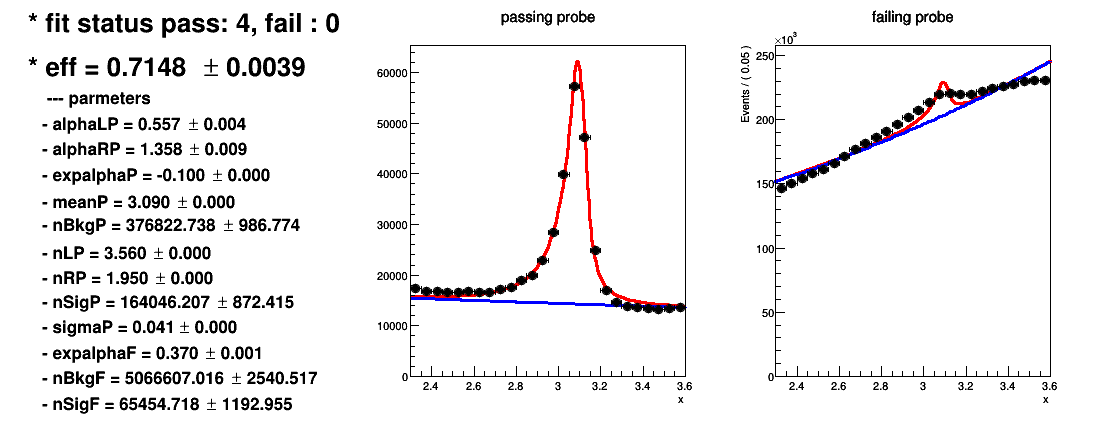 * fit status pass: 4, fail : 0
* eff = 0.7148 ± 0.0039
--- parmeters
- alphaLP = 0.557 ± 0.004
- alphaRP = 1.358 ± 0.009
- expalphaP = -0.100 ± 0.000
- meanP = 3.090 ± 0.000
- nBkgP = 376822.738 ± 986.774
- nLP = 3.560 ± 0.000
- nRP = 1.950 ± 0.000
- nSigP = 164046.207 ± 872.415
- sigmaP = 0.041 ± 0.000
- expalphaF = 0.370 ± 0.001
- nBkgF = 5066607.016 ± 2540.517
- nSigF = 65454.718 ± 1192.955
passing probe
60000
50000
40000
30000
20000
10000
0
2.4 2.6 2.8 3 3.2 3.4 3.6
x
failing probe
×10³
Events / ( 0.05 )
250
200
150
100
50
0
2.4 2.6 2.8 3 3.2 3.4 3.6
x